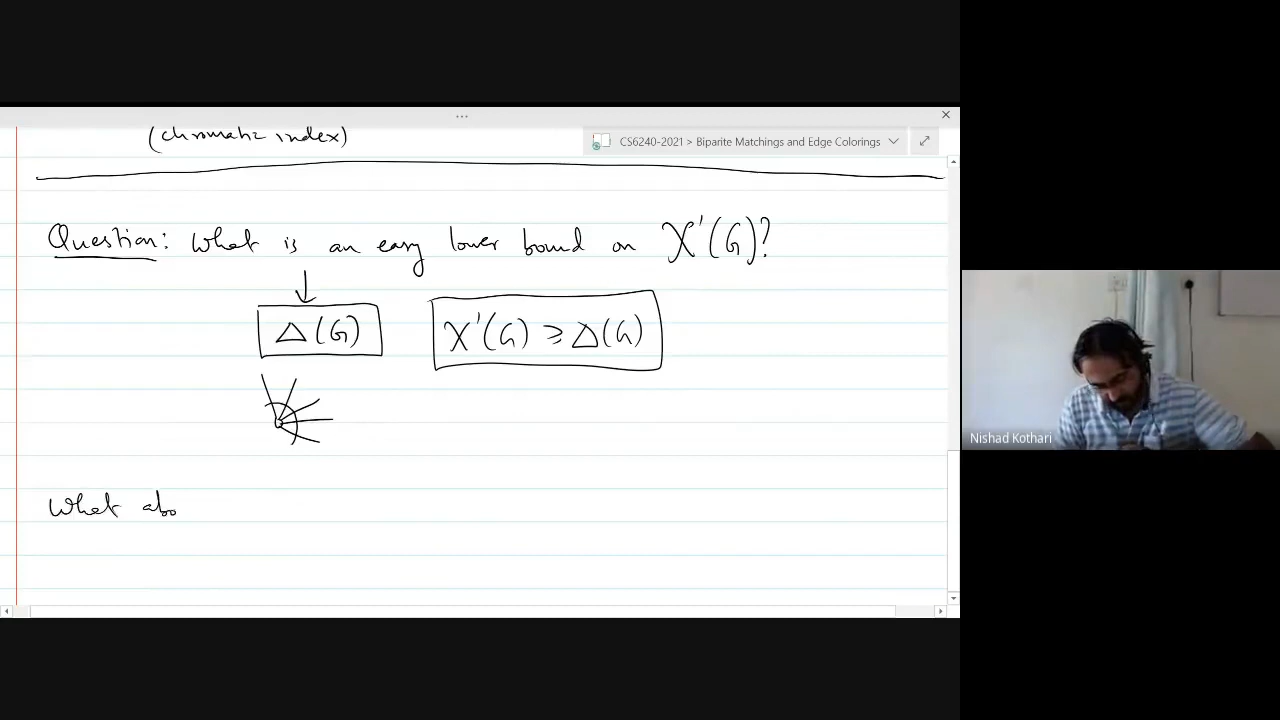 (chromatic index)
CS6240-2021 > Biparite Matchings and Edge Colorings
Question: What is an easy lower bound on χ'(G)?
Δ(G) χ'(G) ≥ Δ(G)
Nishad Kothari
What abo